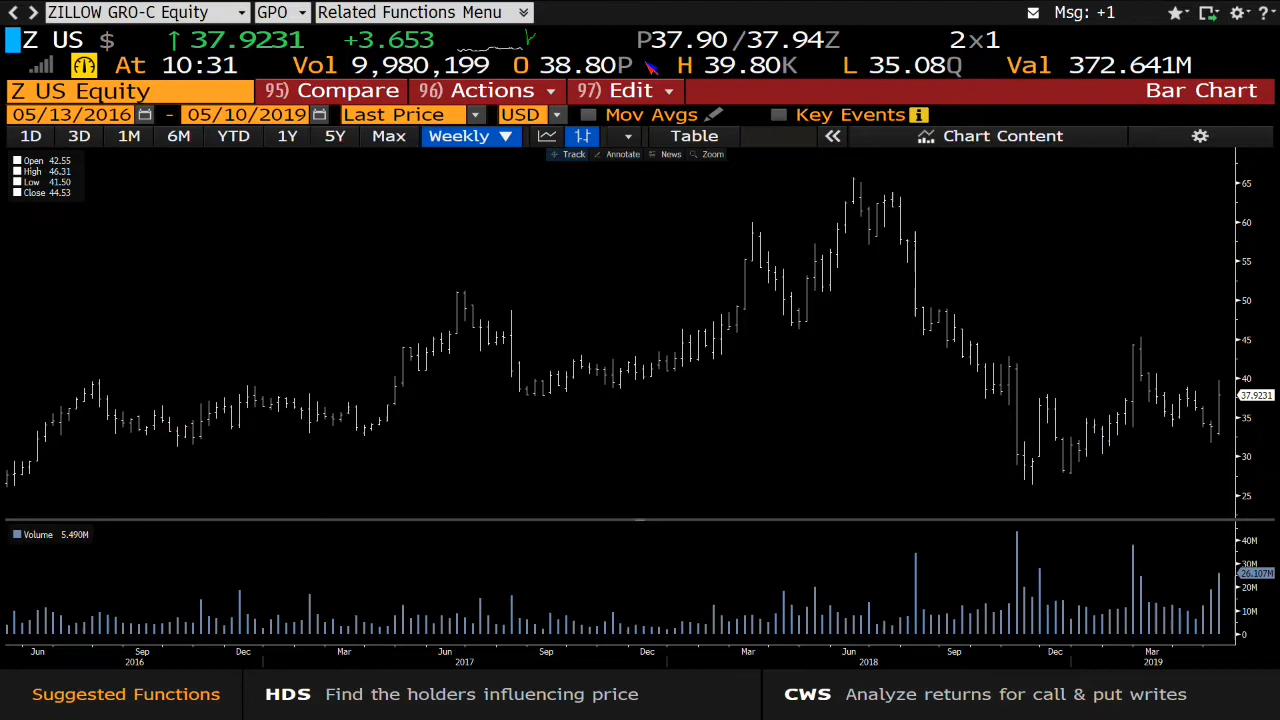 ZILLOW GRO-C Equity GPO Related Functions Menu Msg: +1
Z US $ ↑ 37.9231 +3.653 P37.90 /37.94Z 2x1
At 10:31 Vol 9,980,199 O 38.80P H 39.80K L 35.08Q Val 372.641M
Z US Equity 95) Compare 96) Actions 97) Edit Bar Chart
05/13/2016 - 05/10/2019 Last Price USD Mov Avgs Key Events i
1D 3D 1M 6M YTD 1Y 5Y Max Weekly ▼ Table « Chart Content
Track Annotate News Zoom
Open 42.55
High 46.31
Low 41.50
Close 44.53
65
60
55
50
45
40
37.9231
35
30
25
Volume 5.490M
40M
30M
26.107M
20M
10M
0
Jun Sep Dec Mar Jun Sep Dec Mar Jun Sep Dec Mar
2016 2017 2018 2019
Suggested Functions HDS Find the holders influencing price CWS Analyze returns for call & put writes